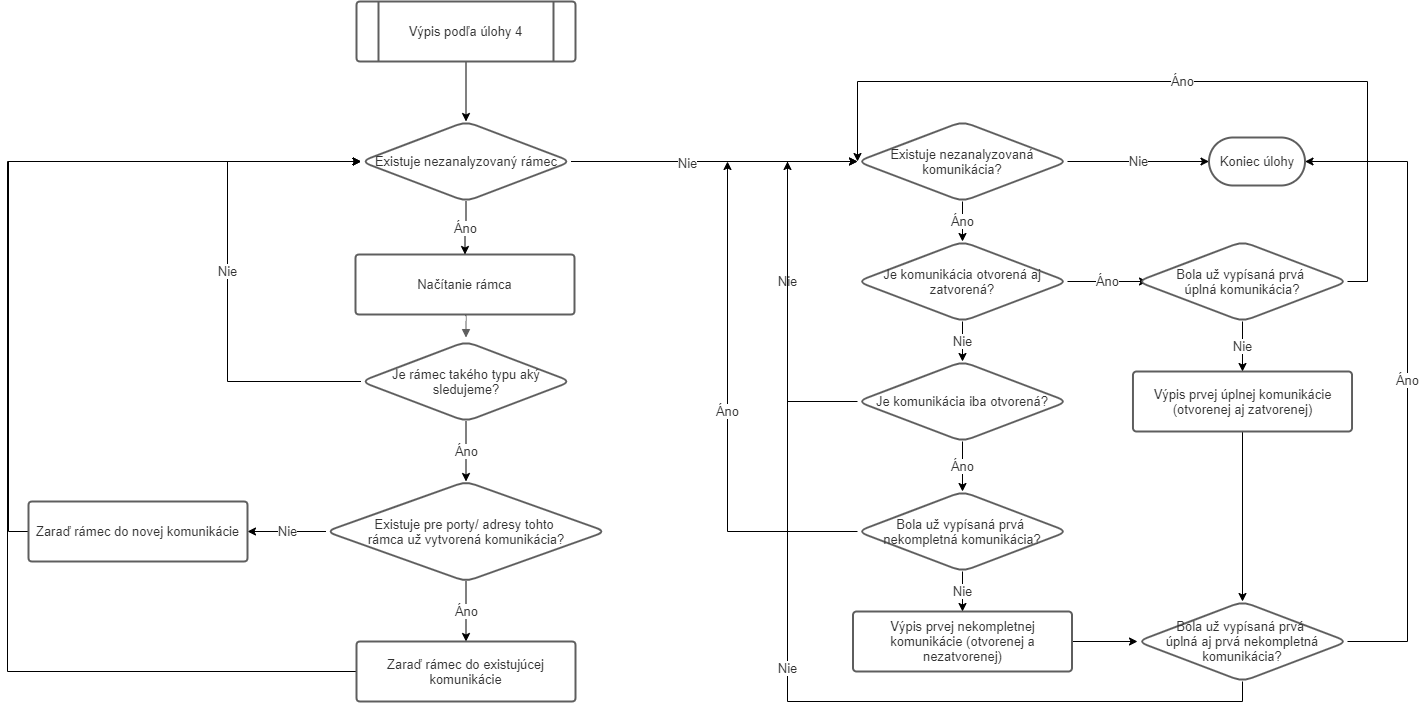 Výpis podľa úlohy 4
Existuje nezanalyzovaný rámec
Nie
Áno
Načítanie rámca
Nie
Je rámec takého typu aký
sledujeme?
Áno
Existuje pre porty/ adresy tohto
rámca už vytvorená komunikácia?
Nie
Zaraď rámec do novej komunikácie
Áno
Zaraď rámec do existujúcej
komunikácie
Áno
Existuje nezanalyzovaná
komunikácia?
Nie
Koniec úlohy
Áno
Je komunikácia otvorená aj
zatvorená?
Áno
Bola už vypísaná prvá
úplná komunikácia?
Nie
Nie
Nie
Je komunikácia iba otvorená?
Výpis prvej úplnej komunikácie
(otvorenej aj zatvorenej)
Áno
Áno
Áno
Bola už vypísaná prvá
nekompletná komunikácia?
Nie
Výpis prvej nekompletnej
komunikácie (otvorenej a
nezatvorenej)
Bola už vypísaná prvá
úplná aj prvá nekompletná
komunikácia?
Nie